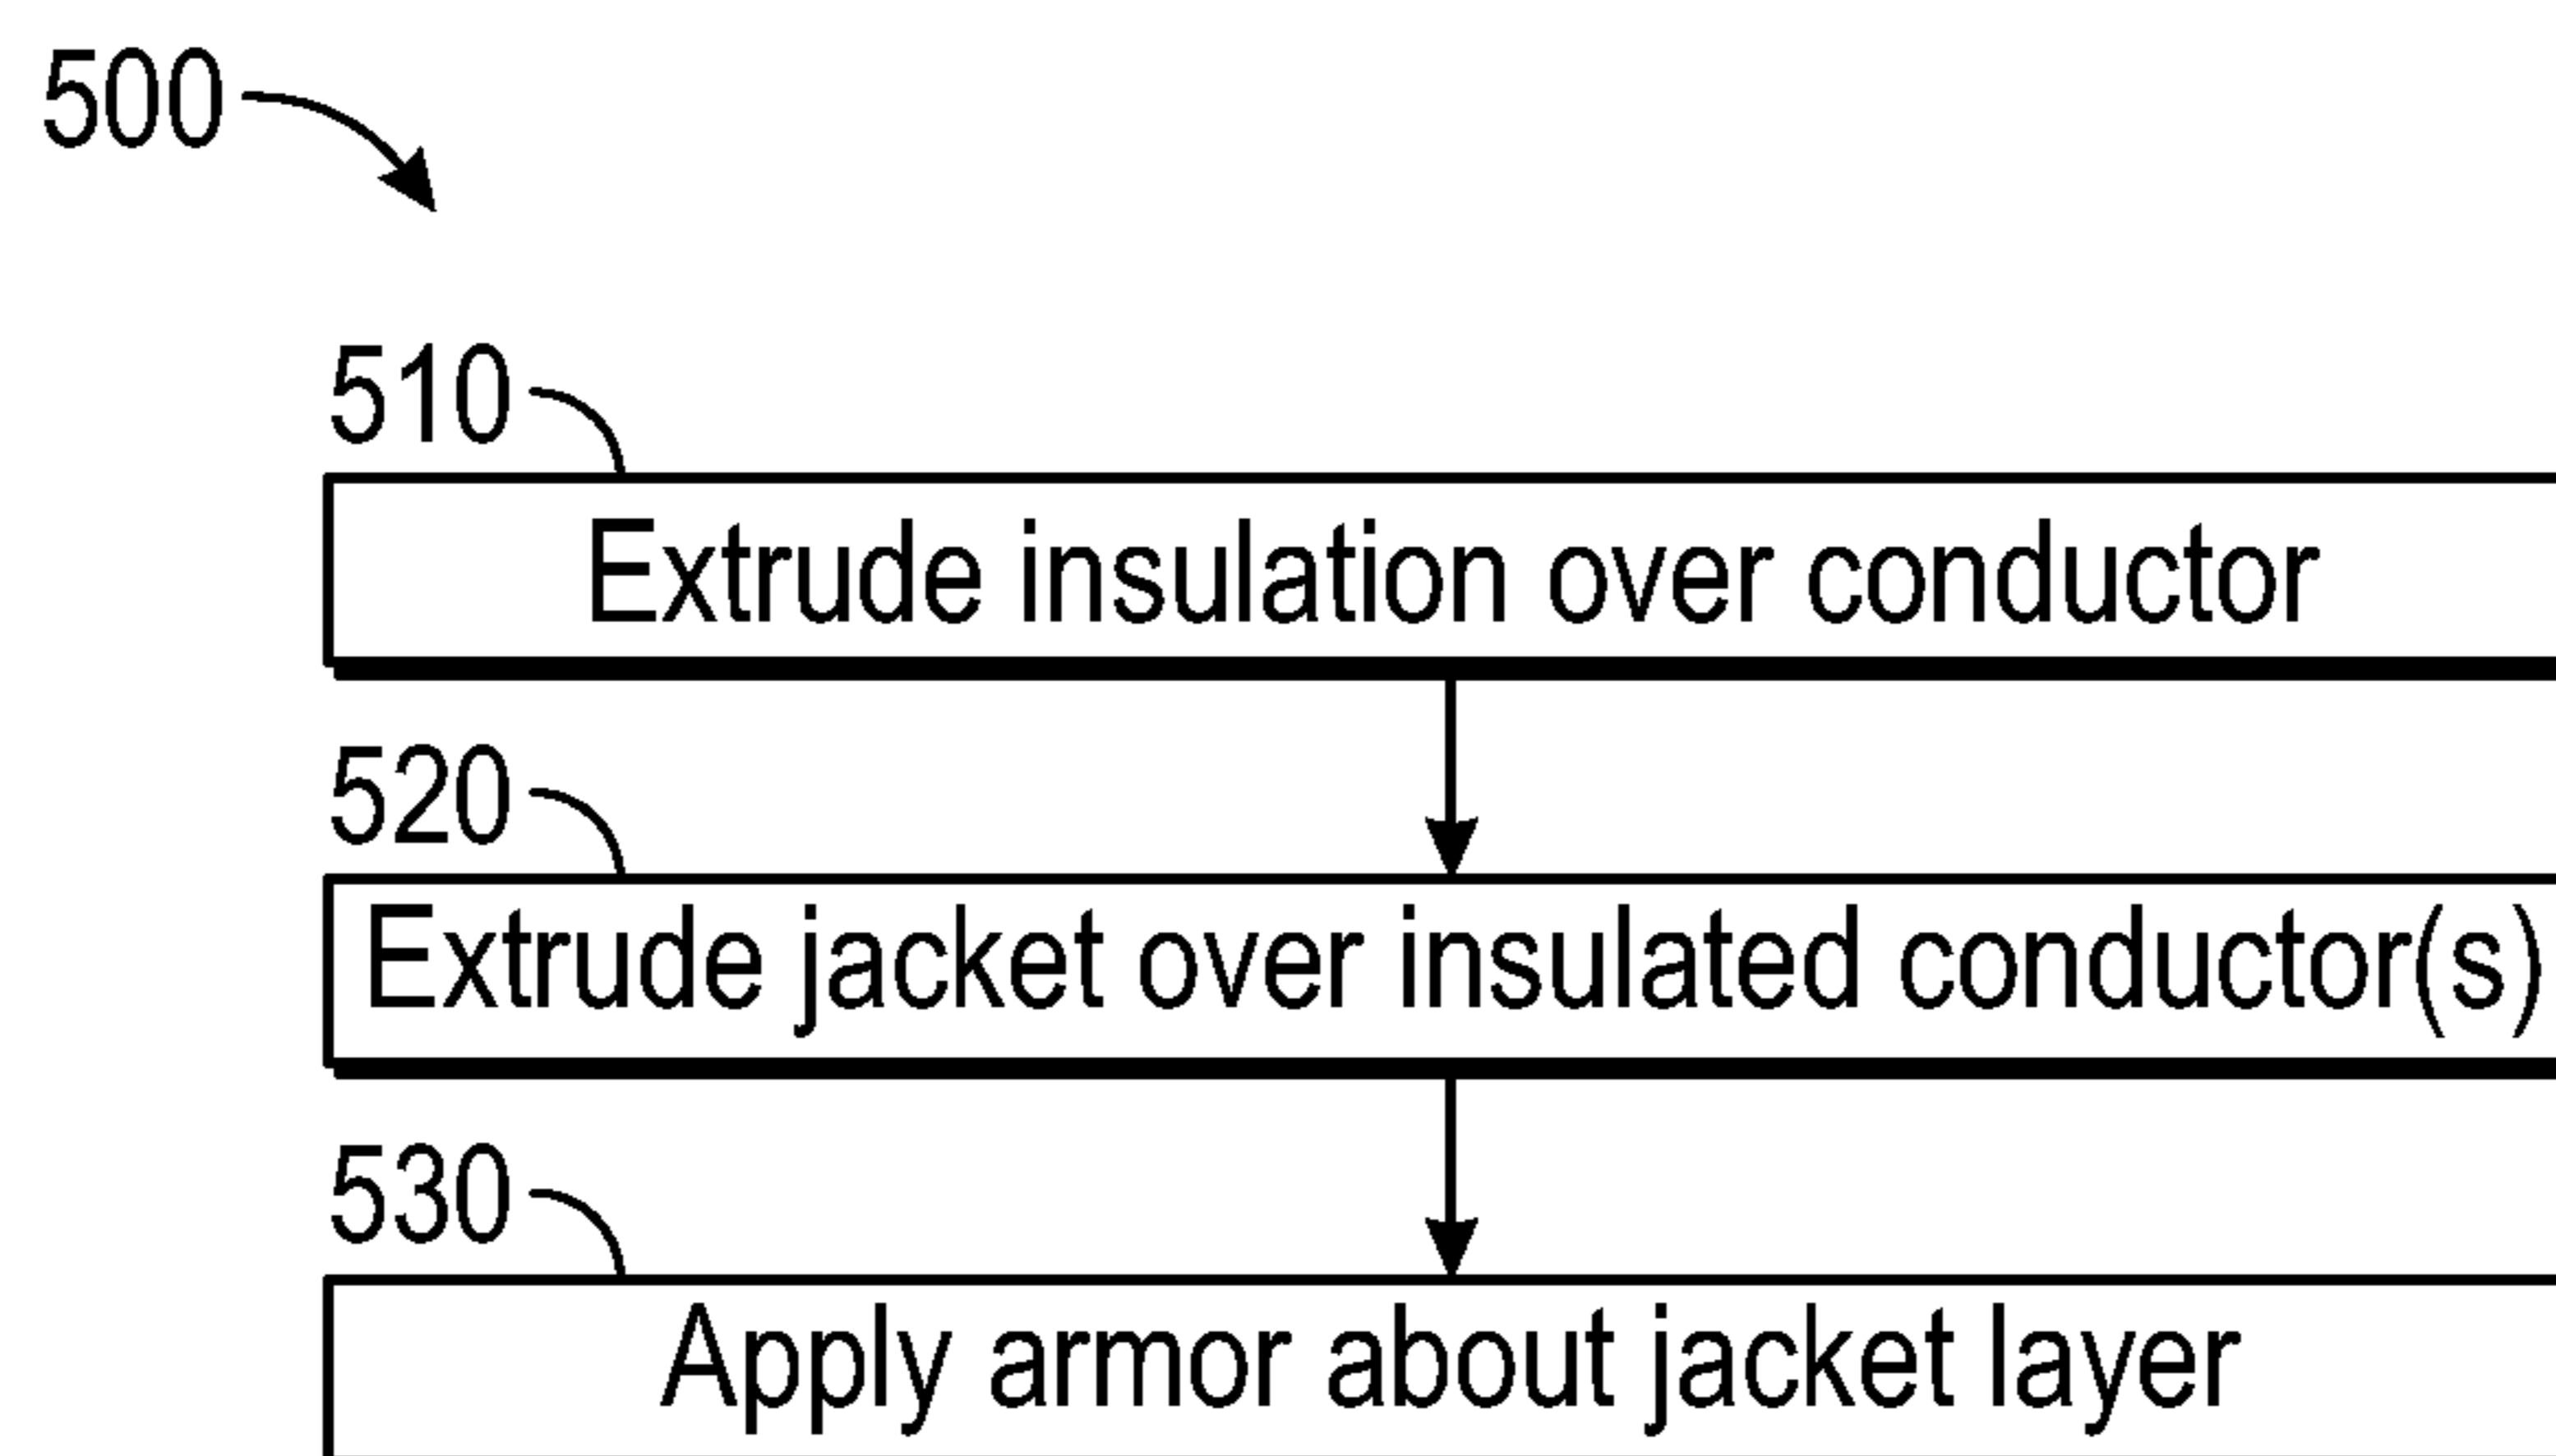 500
510
Extrude insulation over conductor
520
Extrude jacket over insulated conductor(s)
530
Apply armor about jacket layer